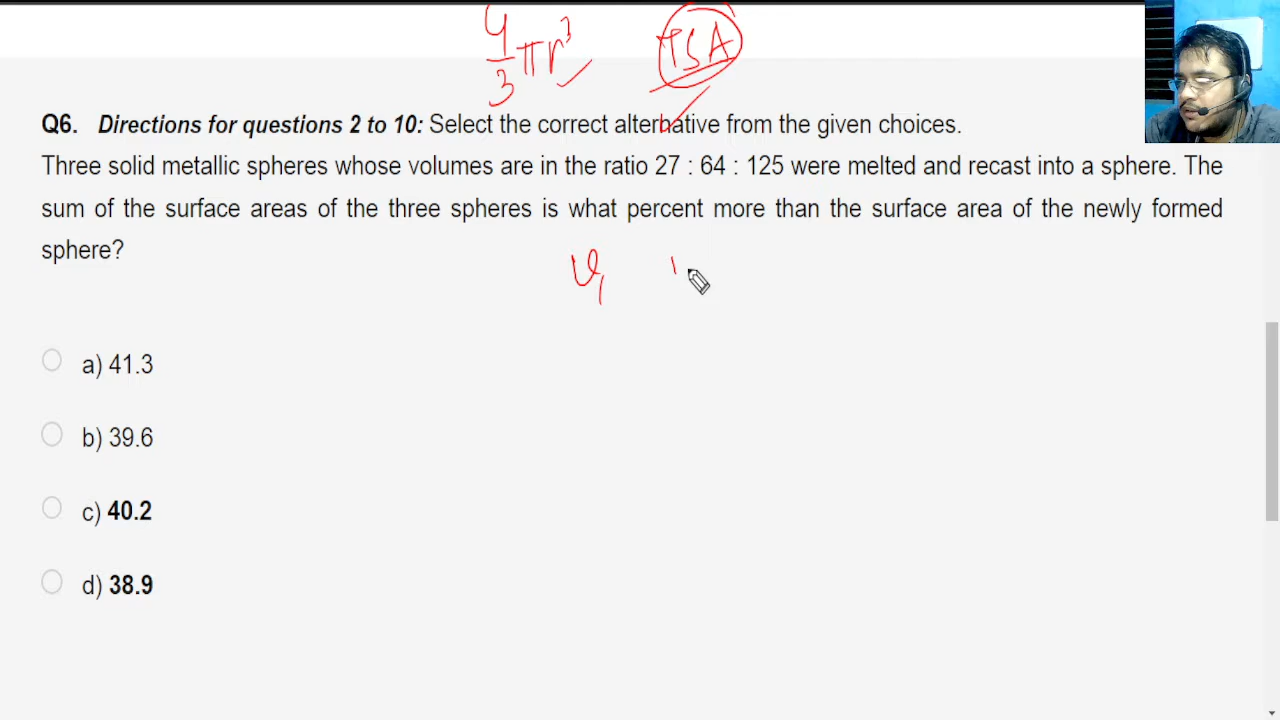 4/3 πr³ TSA
Q6. Directions for questions 2 to 10: Select the correct alternative from the given choices.
Three solid metallic spheres whose volumes are in the ratio 27 : 64 : 125 were melted and recast into a sphere. The
sum of the surface areas of the three spheres is what percent more than the surface area of the newly formed
sphere?
a) 41.3
b) 39.6
c) 40.2
d) 38.9